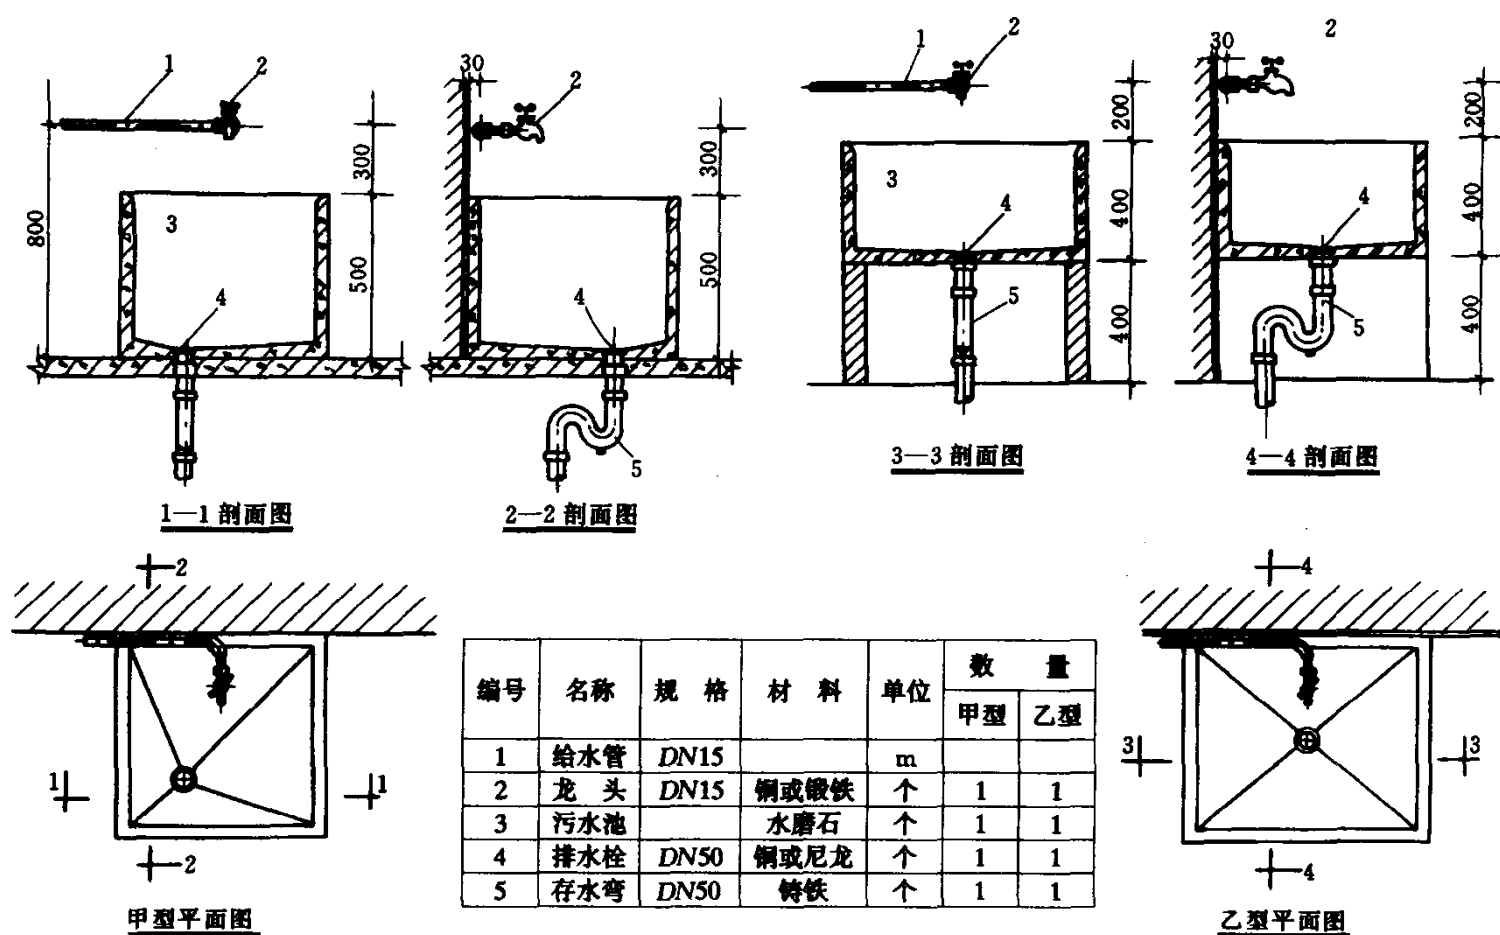 1
2
800
300
500
3
4
1—1 剖面图
30
2
300
500
4
5
2—2 剖面图
1
2
200
400
400
3
4
5
3—3 剖面图
2
30
200
400
400
4
5
4—4 剖面图
2
1
1
2
甲型平面图
编号 名称 规 格 材 料 单位 数 量
甲型 乙型
1 给水管 DN15 m
2 龙 头 DN15 铜或锻铁 个 1 1
3 污水池 水磨石 个 1 1
4 排水栓 DN50 铜或尼龙 个 1 1
5 存水弯 DN50 铸铁 个 1 1
4
3
3
4
乙型平面图